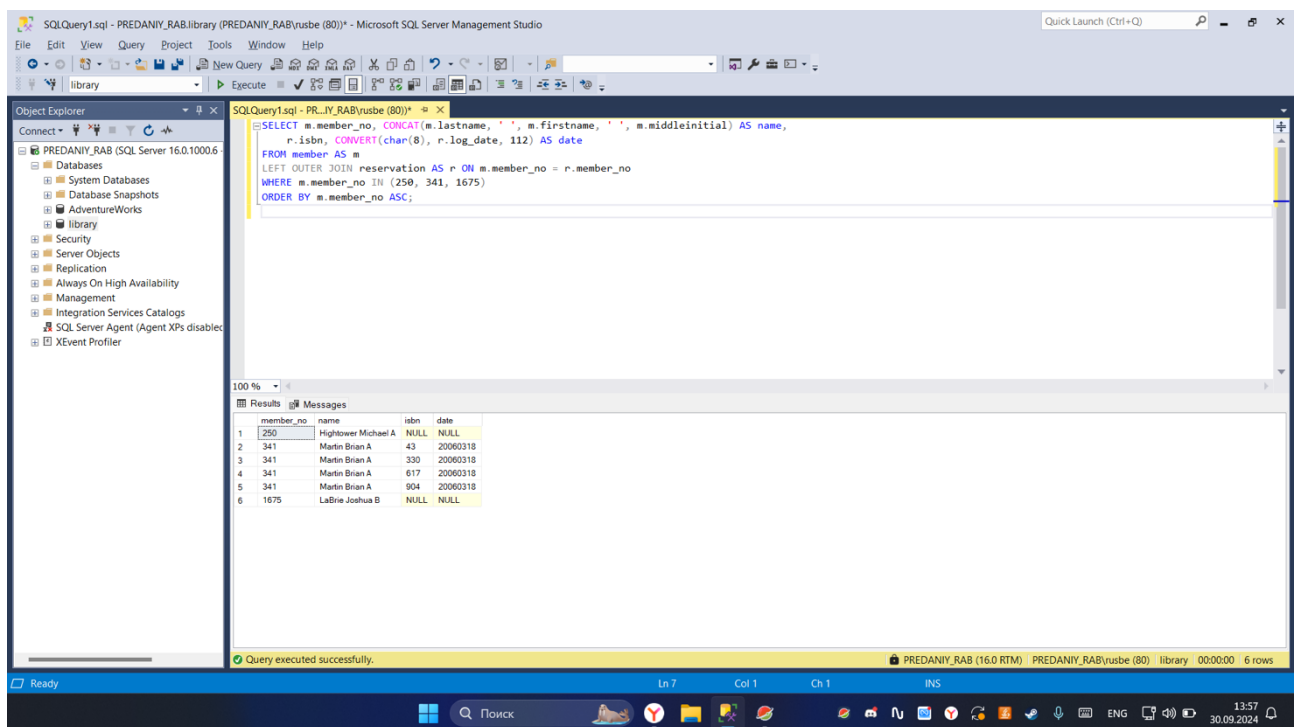 SQLQuery1.sql - PREDANIY_RAB.library (PREDANIY_RAB\rusbe (80))* - Microsoft SQL Server Management Studio
Quick Launch (Ctrl+Q)
File Edit View Query Project Tools Window Help
New Query
library Execute
Object Explorer
SQLQuery1.sql - PR...IY_RAB\rusbe (80))*
Connect
PREDANIY_RAB (SQL Server 16.0.1000.6 -
Databases
System Databases
Database Snapshots
AdventureWorks
library
Security
Server Objects
Replication
Always On High Availability
Management
Integration Services Catalogs
SQL Server Agent (Agent XPs disabled
XEvent Profiler
SELECT m.member_no, CONCAT(m.lastname, ' ', m.firstname, ' ', m.middleinitial) AS name,
r.isbn, CONVERT(char(8), r.log_date, 112) AS date
FROM member AS m
LEFT OUTER JOIN reservation AS r ON m.member_no = r.member_no
WHERE m.member_no IN (250, 341, 1675)
ORDER BY m.member_no ASC;
100 %
Results Messages
member_no name isbn date
1 250 Hightower Michael A NULL NULL
2 341 Martin Brian A 43 20060318
3 341 Martin Brian A 330 20060318
4 341 Martin Brian A 617 20060318
5 341 Martin Brian A 904 20060318
6 1675 LaBrie Joshua B NULL NULL
Query executed successfully.
PREDANIY_RAB (16.0 RTM) PREDANIY_RAB\rusbe (80) library 00:00:00 6 rows
Ready Ln 7 Col 1 Ch 1 INS
Поиск
ENG
13:57
30.09.2024